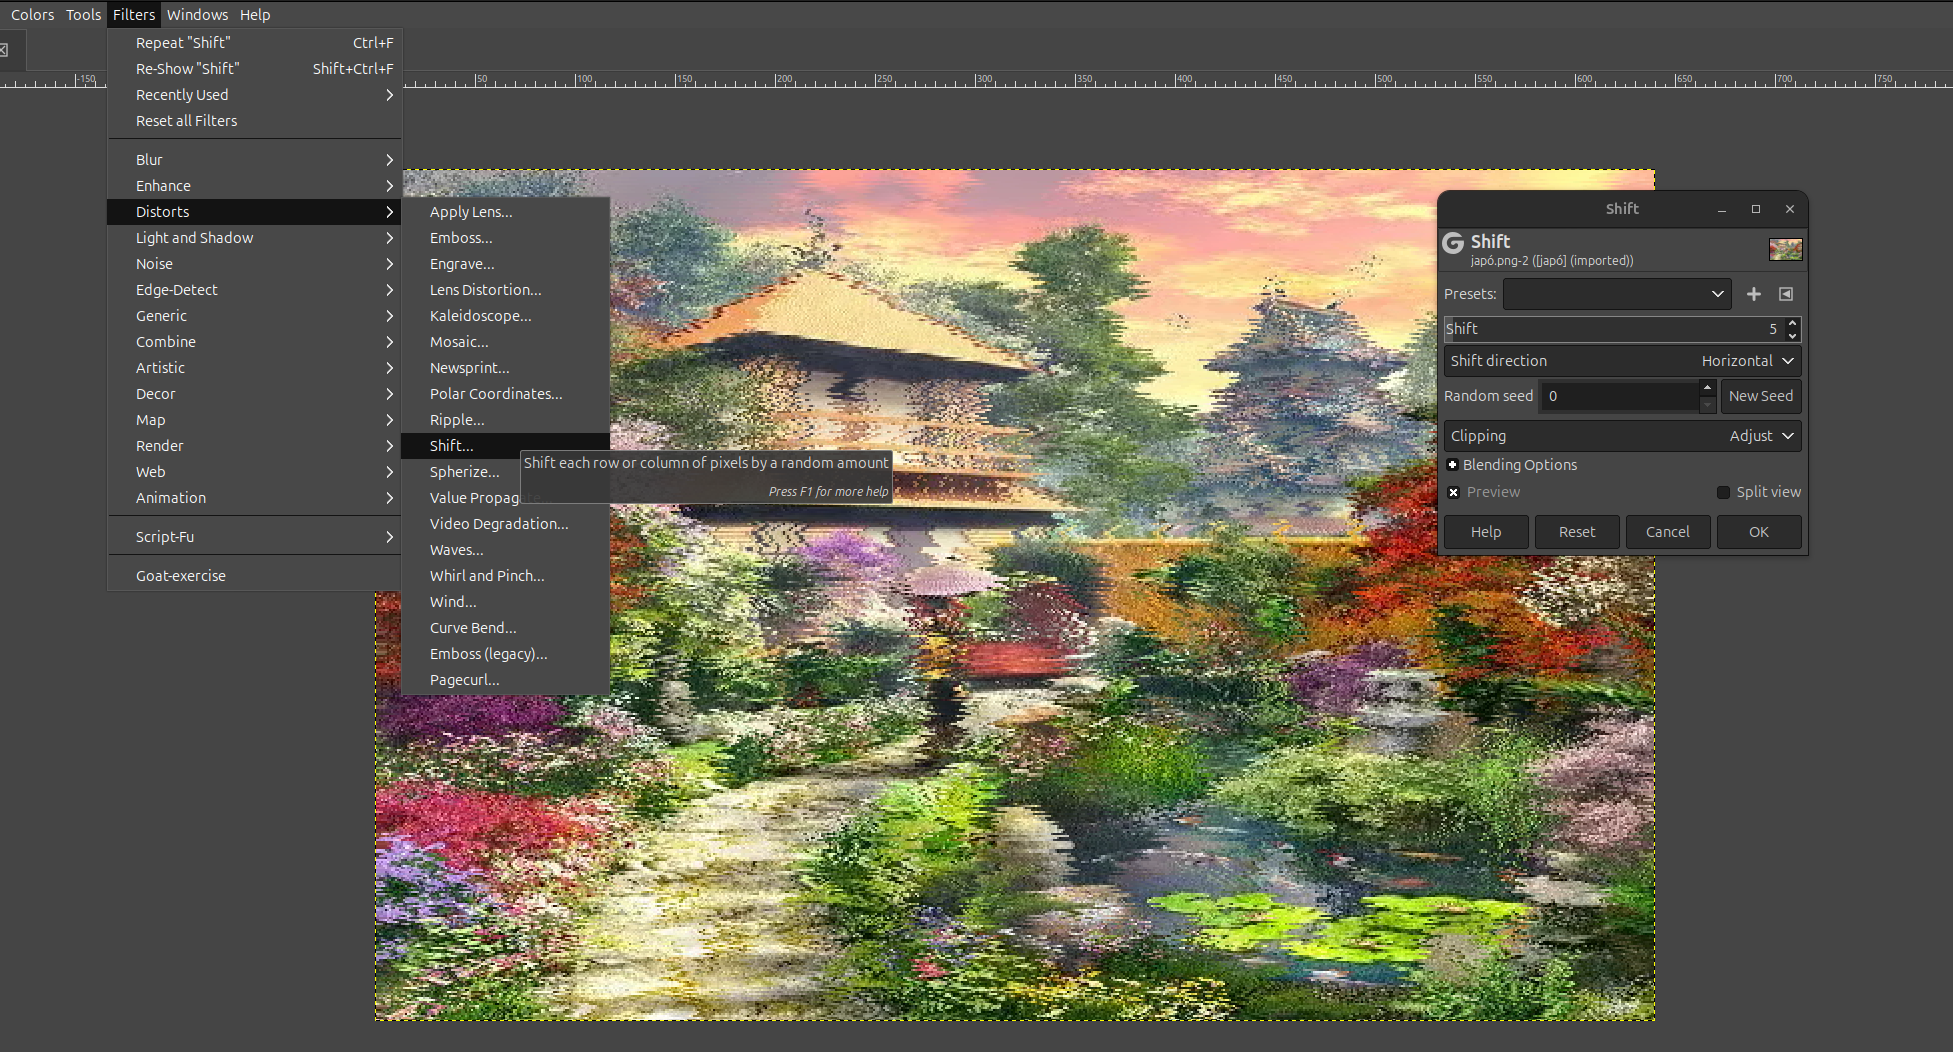 Colors Tools Filters Windows Help
-150 50 100 150 200 250 300 350 400 450 500 550 600 650 700 750
Repeat "Shift" Ctrl+F
Re-Show "Shift" Shift+Ctrl+F
Recently Used
Reset all Filters
Blur
Enhance
Distorts
Light and Shadow
Noise
Edge-Detect
Generic
Combine
Artistic
Decor
Map
Render
Web
Animation
Script-Fu
Goat-exercise
Apply Lens...
Emboss...
Engrave...
Lens Distortion...
Kaleidoscope...
Mosaic...
Newsprint...
Polar Coordinates...
Ripple...
Shift...
Spherize...
Value Propag
Video Degradation...
Waves...
Whirl and Pinch...
Wind...
Curve Bend...
Emboss (legacy)...
Pagecurl...
Shift each row or column of pixels by a random amount
Press F1 for more help
Shift
Shift
japó.png-2 ([japó] (imported))
Presets:
Shift 5
Shift direction Horizontal
Random seed 0 New Seed
Clipping Adjust
Blending Options
Preview Split view
Help Reset Cancel OK